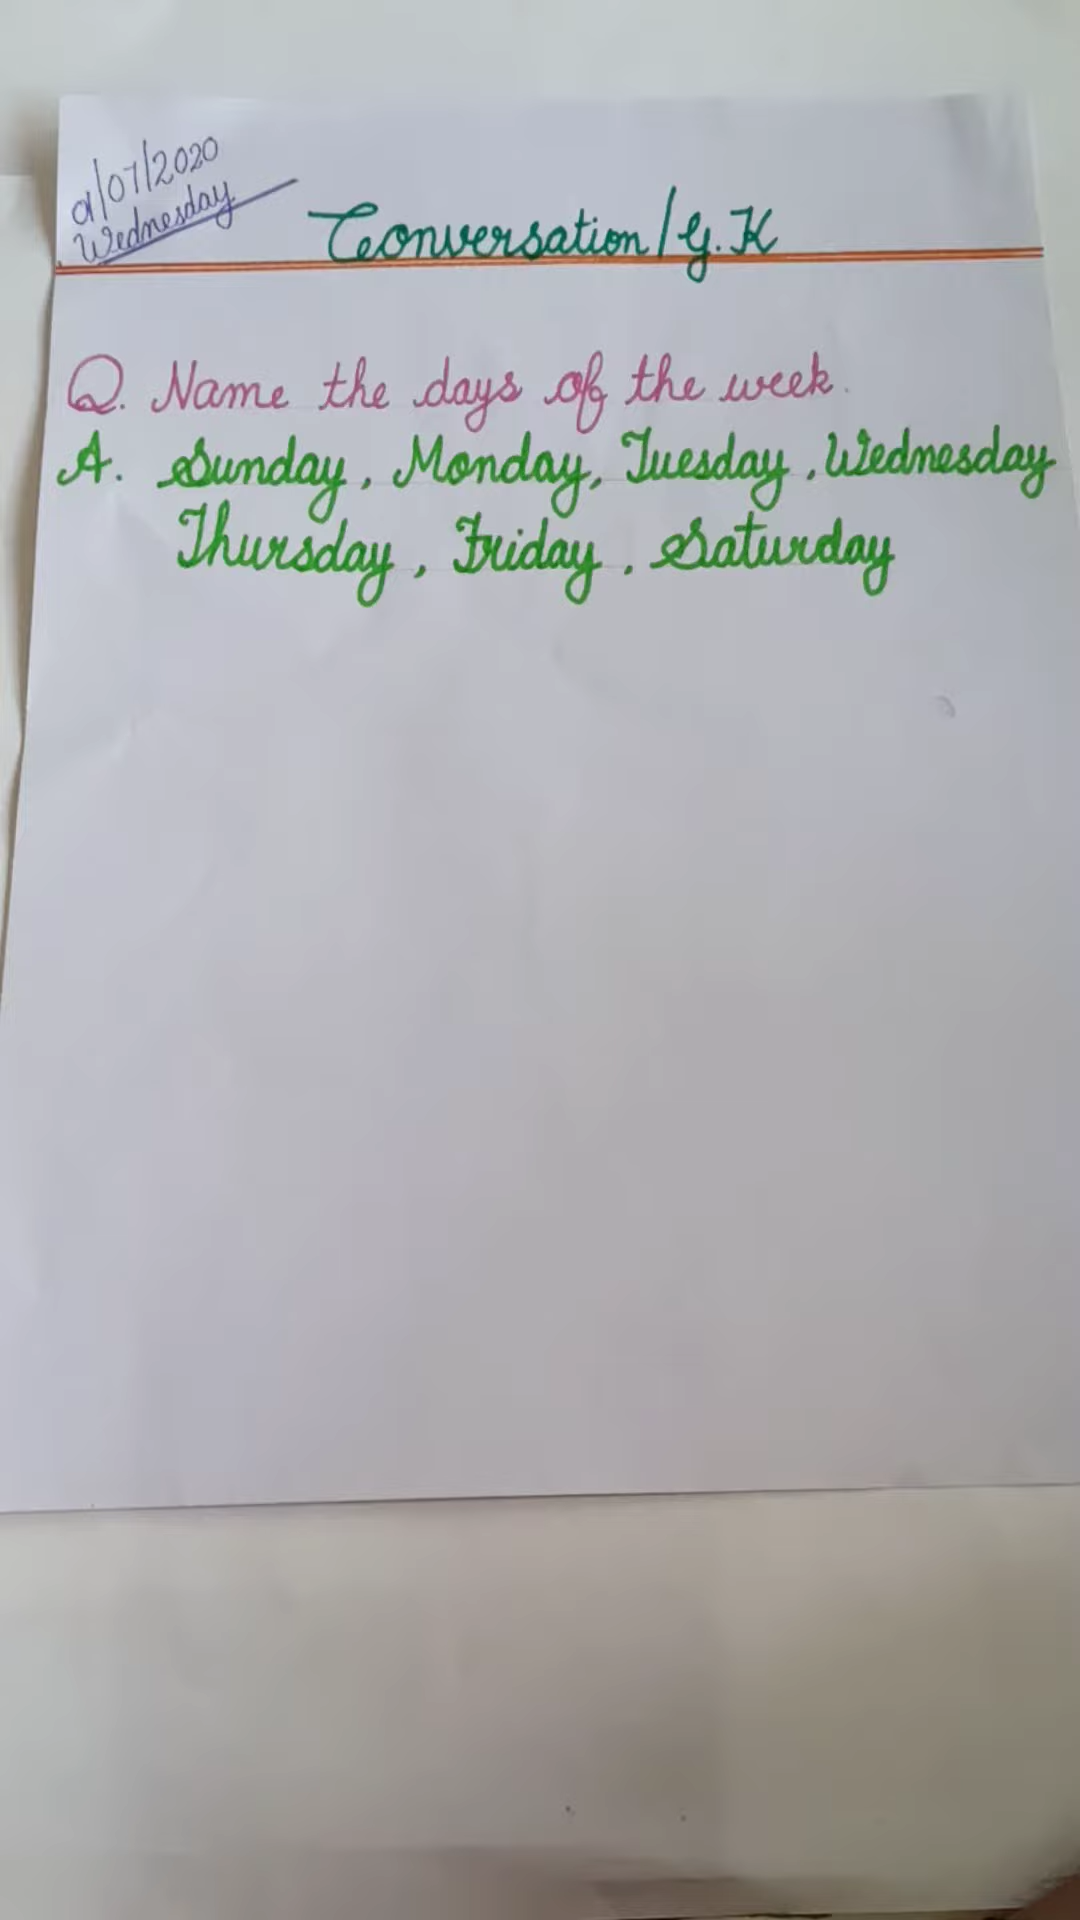 01/07/2020
Wednesday
Conversation/G.K
Q. Name the days of the week.
A. Sunday, Monday, Tuesday, Wednesday
Thursday, Friday, Saturday